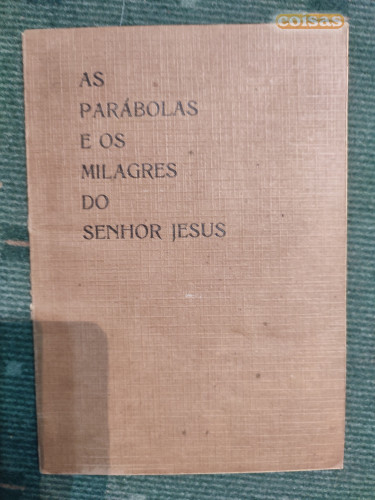 coisas
AS
PARÁBOLAS
E OS
MILAGRES
DO
SENHOR JESUS